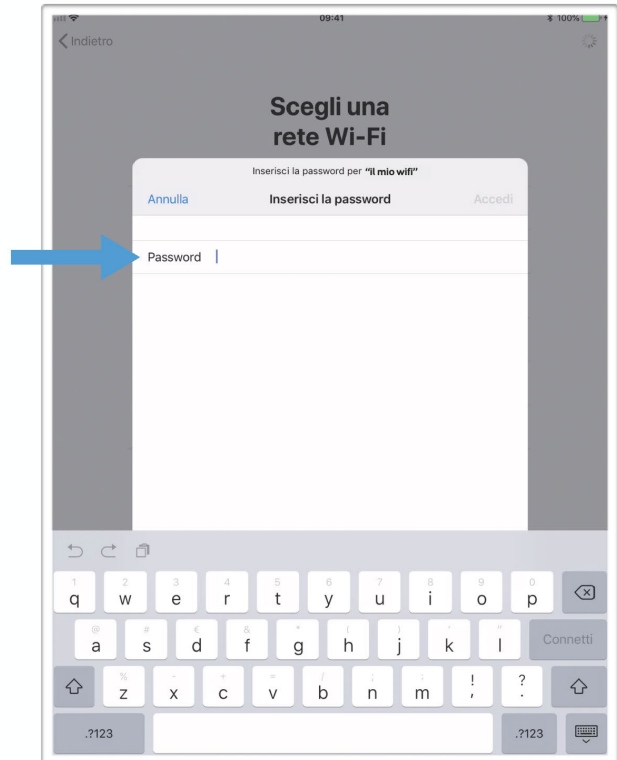 09:41
100%
Indietro
Scegli una
rete Wi-Fi
Inserisci la password per “il mio wifi”
Annulla Inserisci la password Accedi
Password
1 2 3 4 5 6 7 8 9 0
q w e r t y u i o p
@ # € & * ( ) ' "
a s d f g h j k l Connetti
% - + = / ; : ! ?
z x c v b n m , .
.?123 .?123